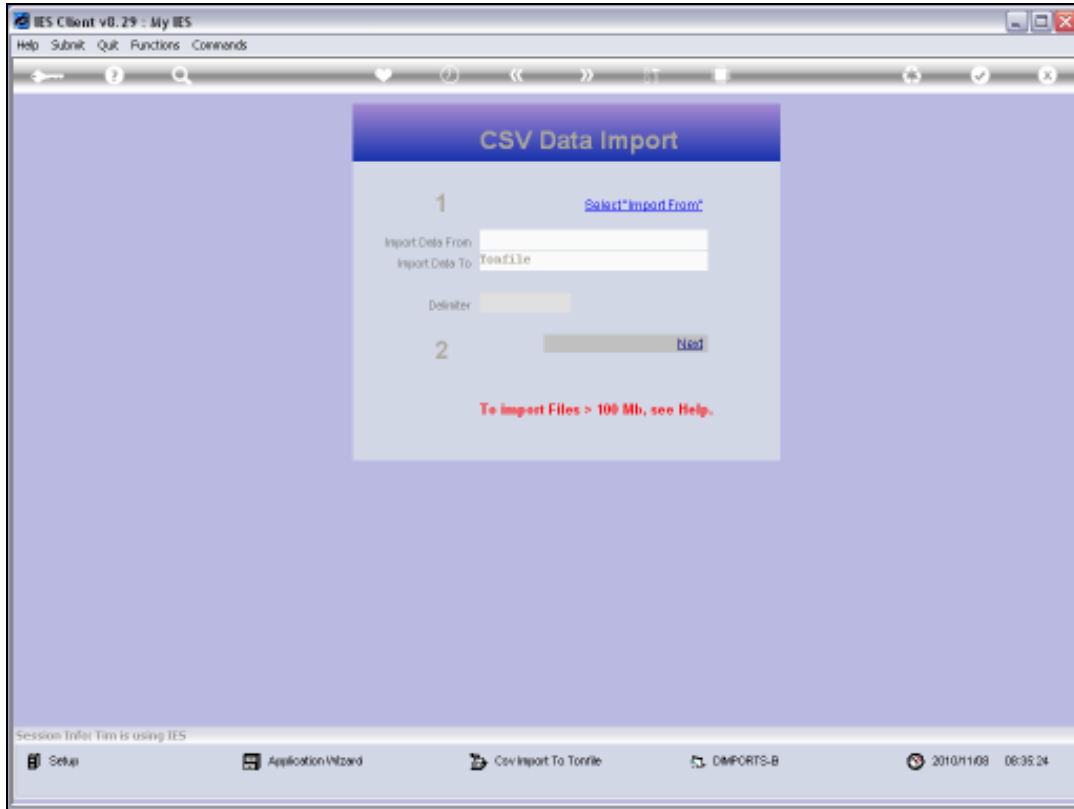 IES Client v8.29 : My IES
Help Submit Quit Functions Commands
CSV Data Import
1
Select "Import From"
Import Data From
Import Data To Tonfile
Delimiter
2
Next
To import Files > 100 Mb, see Help.
Session Info: Tim is using IES
Setup Application Wizard Csv Import To Tonfile DIMPORTS-B 2010/11/08 08:35:24